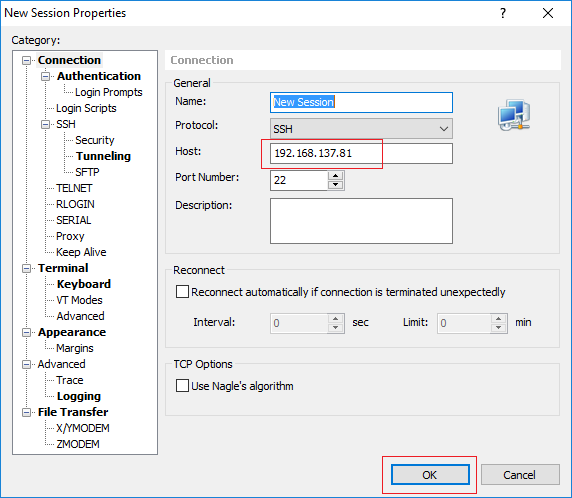 New Session Properties
Category:
Connection
Authentication
Login Prompts
Login Scripts
SSH
Security
Tunneling
SFTP
TELNET
RLOGIN
SERIAL
Proxy
Keep Alive
Terminal
Keyboard
VT Modes
Advanced
Appearance
Margins
Advanced
Trace
Logging
File Transfer
X/YMODEM
ZMODEM
Connection
General
Name: New Session
Protocol: SSH
Host: 192.168.137.81
Port Number: 22
Description:
Reconnect
Reconnect automatically if connection is terminated unexpectedly
Interval: 0 sec Limit: 0 min
TCP Options
Use Nagle's algorithm
OK Cancel